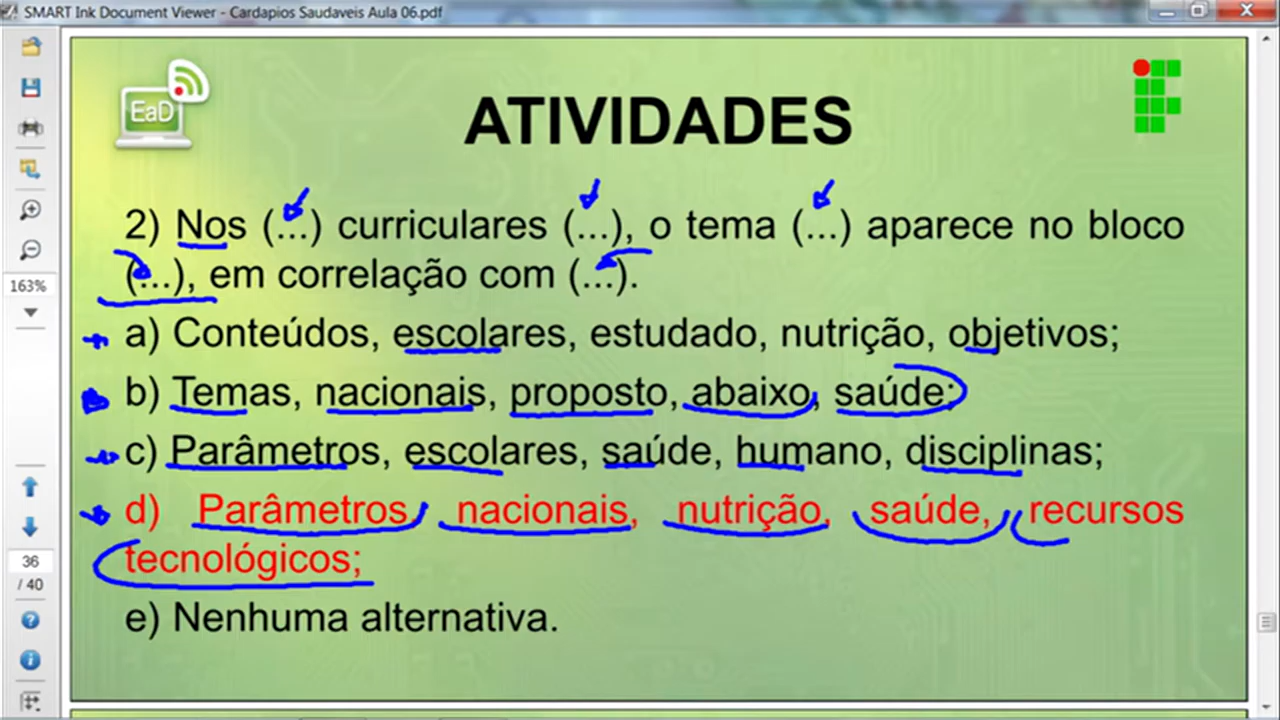 SMART Ink Document Viewer - Cardapios Saudaveis Aula 06.pdf
EaD
ATIVIDADES
2) Nos (...) curriculares (...), o tema (...) aparece no bloco
(...), em correlação com (...).
a) Conteúdos, escolares, estudado, nutrição, objetivos;
b) Temas, nacionais, proposto, abaixo, saúde;
c) Parâmetros, escolares, saúde, humano, disciplinas;
d) Parâmetros, nacionais, nutrição, saúde, recursos
tecnológicos;
e) Nenhuma alternativa.
163%
36
/ 40